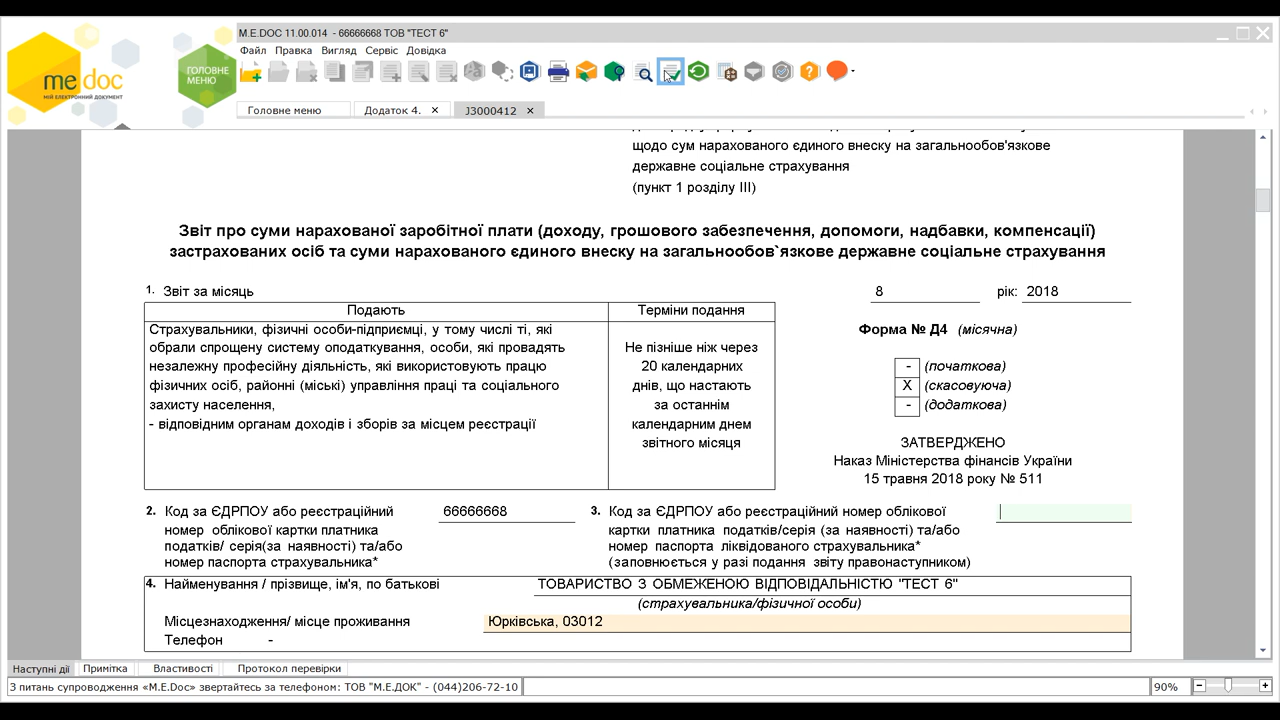 M.E.DOC 11.00.014 - 66666668 ТОВ "ТЕСТ 6"
me doc
МІЙ ЕЛЕКТРОННИЙ ДОКУМЕНТ
ГОЛОВНЕ
МЕНЮ
Файл Правка Вигляд Сервіс Довідка
Головне меню Додаток 4. J3000412
щодо сум нарахованого єдиного внеску на загальнообов'язкове
державне соціальне страхування
(пункт 1 розділу III)
Звіт про суми нарахованої заробітної плати (доходу, грошового забезпечення, допомоги, надбавки, компенсації)
застрахованих осіб та суми нарахованого єдиного внеску на загальнообов`язкове державне соціальне страхування
1. Звіт за місяць 8 рік: 2018
Подають Терміни подання
Страхувальники, фізичні особи-підприємці, у тому числі ті, які
обрали спрощену систему оподаткування, особи, які провадять
незалежну професійну діяльність, які використовують працю
фізичних осіб, районні (міські) управління праці та соціального
захисту населення,
- відповідним органам доходів і зборів за місцем реєстрації
Не пізніше ніж через
20 календарних
днів, що настають
за останнім
календарним днем
звітного місяця
Форма № Д4 (місячна)
- (початкова)
X (скасовуюча)
- (додаткова)
ЗАТВЕРДЖЕНО
Наказ Міністерства фінансів України
15 травня 2018 року № 511
2. Код за ЄДРПОУ або реєстраційний
номер облікової картки платника
податків/ серія(за наявності) та/або
номер паспорта страхувальника*
66666668
3. Код за ЄДРПОУ або реєстраційний номер облікової
картки платника податків/серія (за наявності) та/або
номер паспорта ліквідованого страхувальника*
(заповнюється у разі подання звіту правонаступником)
4. Найменування / прізвище, ім'я, по батькові ТОВАРИСТВО З ОБМЕЖЕНОЮ ВІДПОВІДАЛЬНІСТЮ "ТЕСТ 6"
(страхувальника/фізичної особи)
Місцезнаходження/ місце проживання Юрківська, 03012
Телефон -
Наступні дії Примітка Властивості Протокол перевірки
З питань супроводження «M.E.Doc» звертайтесь за телефоном: ТОВ "М.Е.ДОК" - (044)206-72-10 90%